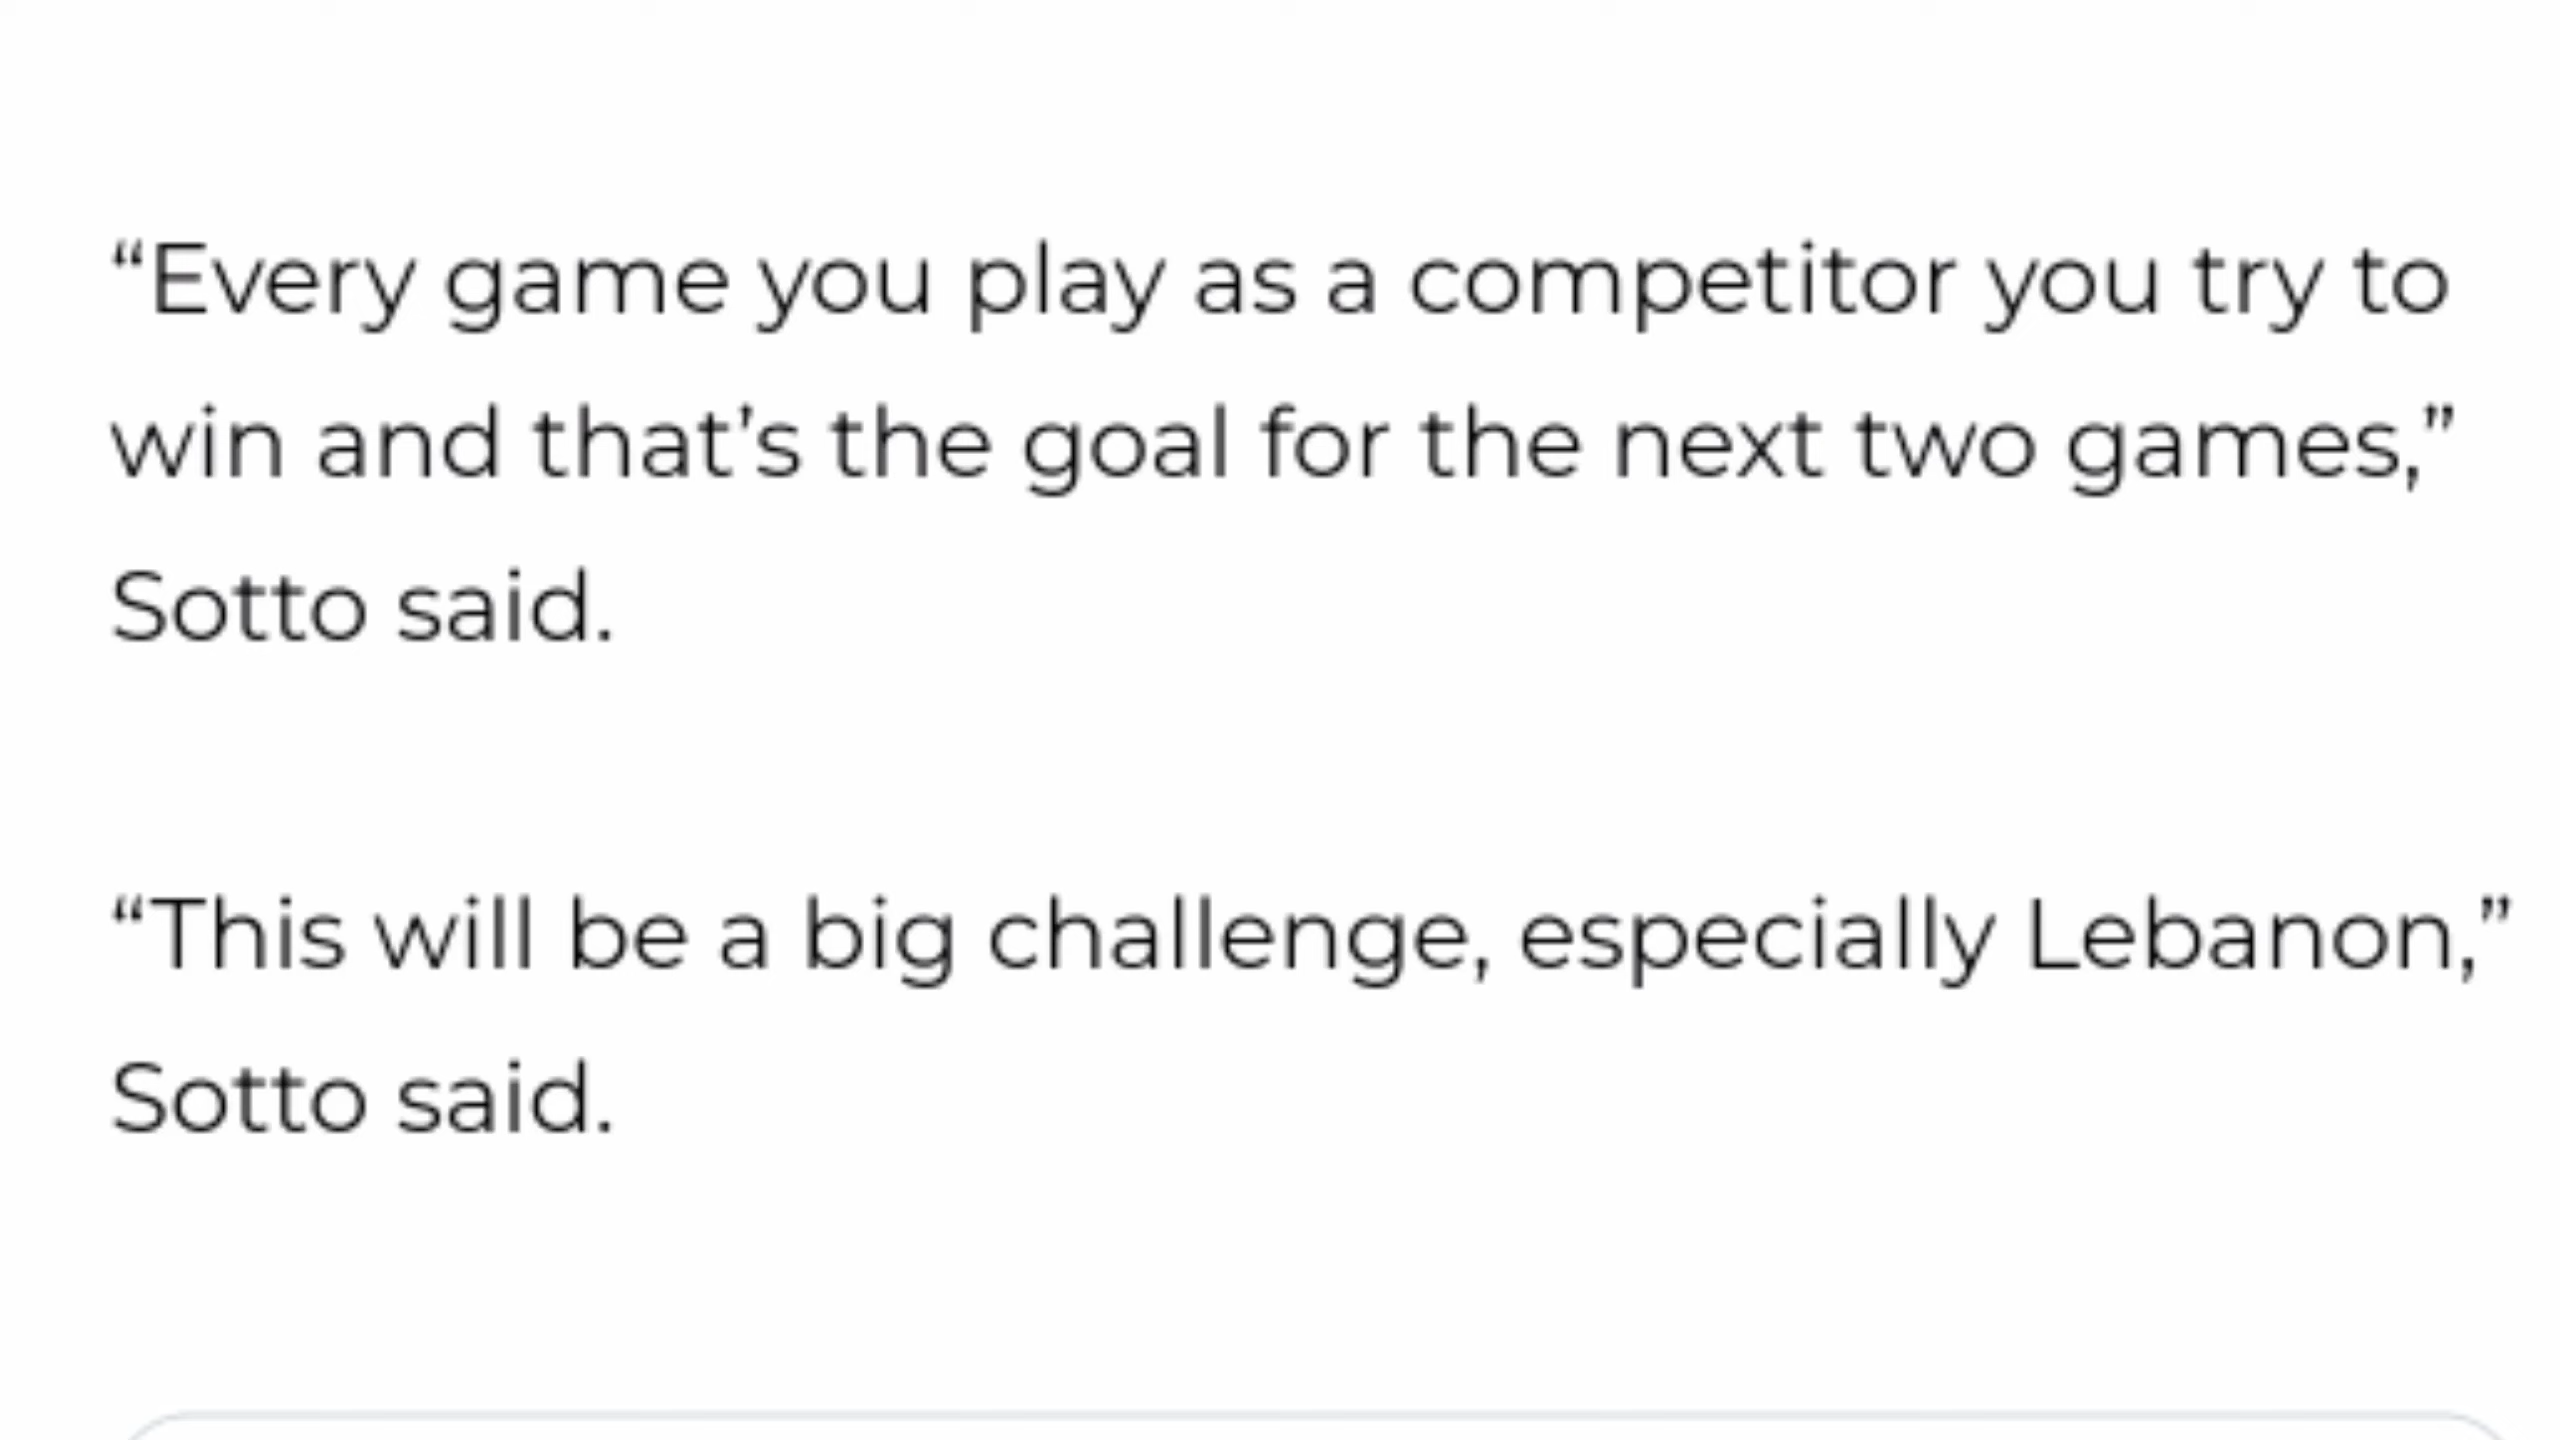 “Every game you play as a competitor you try to
win and that’s the goal for the next two games,”
Sotto said.
“This will be a big challenge, especially Lebanon,”
Sotto said.